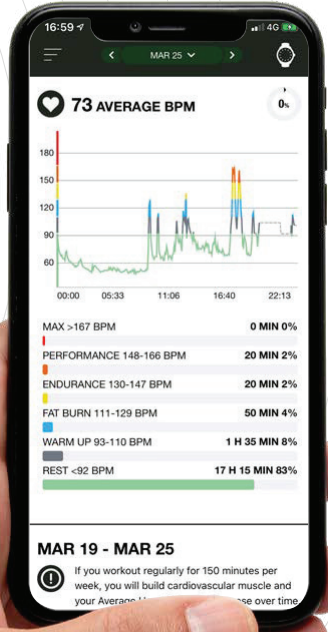 16:59 4G
MAR 25
73 AVERAGE BPM 0%
180
150
120
90
60
00:00 05:33 11:06 16:40 22:13
MAX >167 BPM 0 MIN 0%
PERFORMANCE 148-166 BPM 20 MIN 2%
ENDURANCE 130-147 BPM 20 MIN 2%
FAT BURN 111-129 BPM 50 MIN 4%
WARM UP 93-110 BPM 1 H 35 MIN 8%
REST <92 BPM 17 H 15 MIN 83%
MAR 19 - MAR 25
If you workout regularly for 150 minutes per
week, you will build cardiovascular muscle and
your Average over time